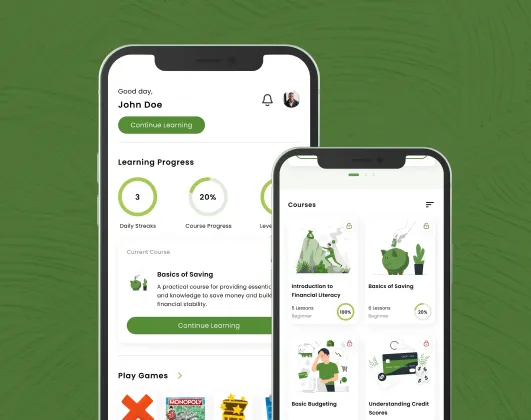 Good day,
John Doe
Continue Learning
Learning Progress
3
20%
Daily Streaks
Course Progress
Leve
Current Course
Basics of Saving
A practical course for providing essentia
and knowledge to save money and build
financial stability.
Continue Learning
Play Games
MONOPOLY
Courses
Introduction to
Financial Literacy
5 Lessons
Beginner
100%
Basics of Saving
6 Lessons
Beginner
20%
Basic Budgeting
Understanding Credit
Scores